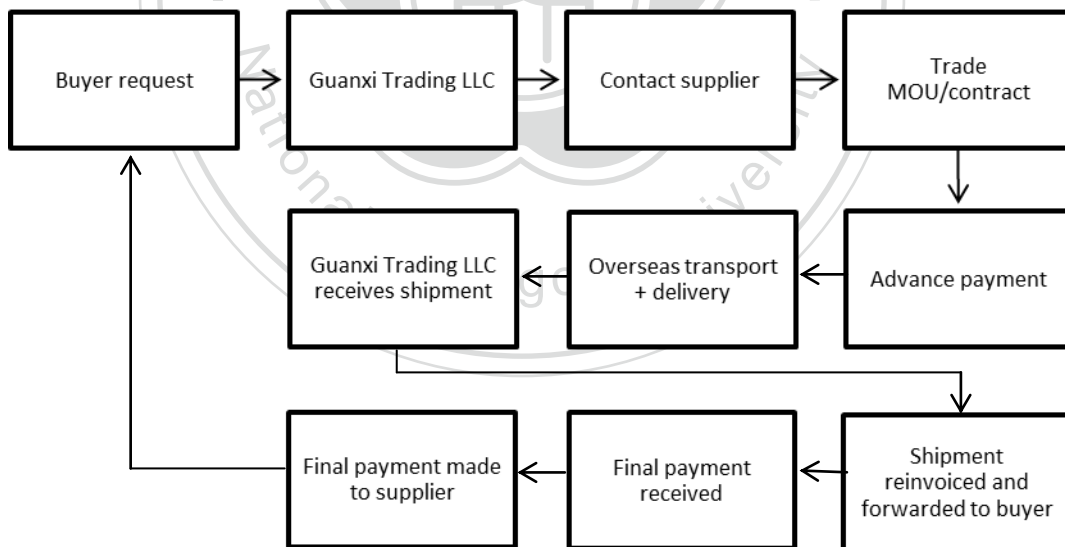 Buyer request
Guanxi Trading LLC
Contact supplier
Trade
MOU/contract
Guanxi Trading LLC
receives shipment
Overseas transport
+ delivery
Advance payment
Final payment made
to supplier
Final payment
received
Shipment
reinvoiced and
forwarded to buyer